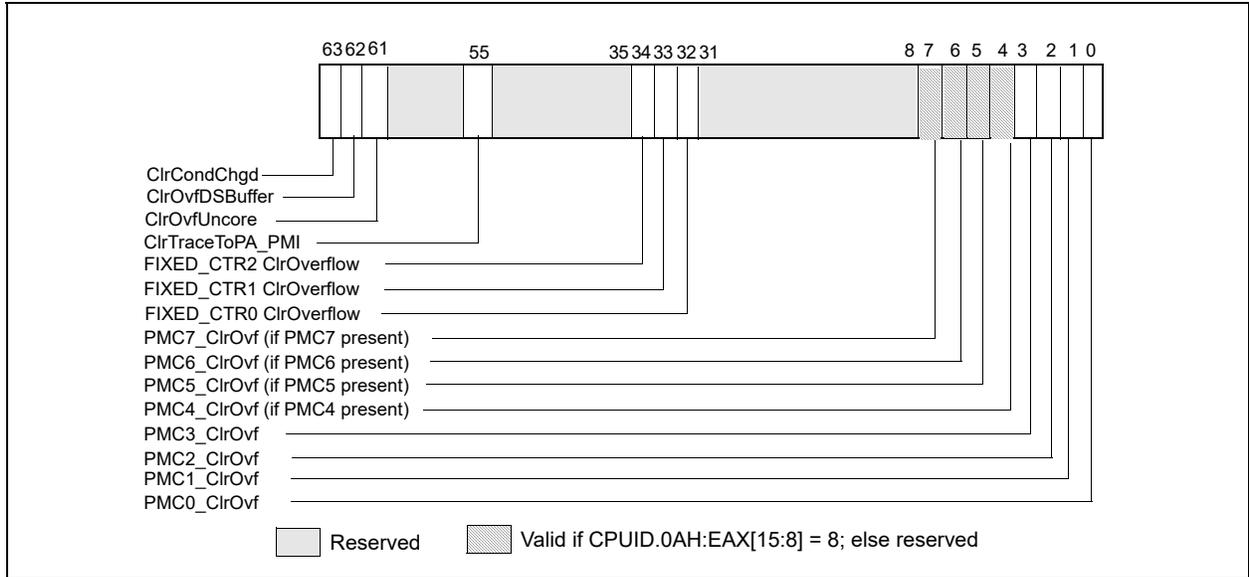 63 62 61 55 35 34 33 32 31 8 7 6 5 4 3 2 1 0
ClrCondChgd
ClrOvfDSBuffer
ClrOvfUncore
ClrTraceToPA_PMI
FIXED_CTR2 ClrOverflow
FIXED_CTR1 ClrOverflow
FIXED_CTR0 ClrOverflow
PMC7_ClrOvf (if PMC7 present)
PMC6_ClrOvf (if PMC6 present)
PMC5_ClrOvf (if PMC5 present)
PMC4_ClrOvf (if PMC4 present)
PMC3_ClrOvf
PMC2_ClrOvf
PMC1_ClrOvf
PMC0_ClrOvf
Reserved Valid if CPUID.0AH:EAX[15:8] = 8; else reserved